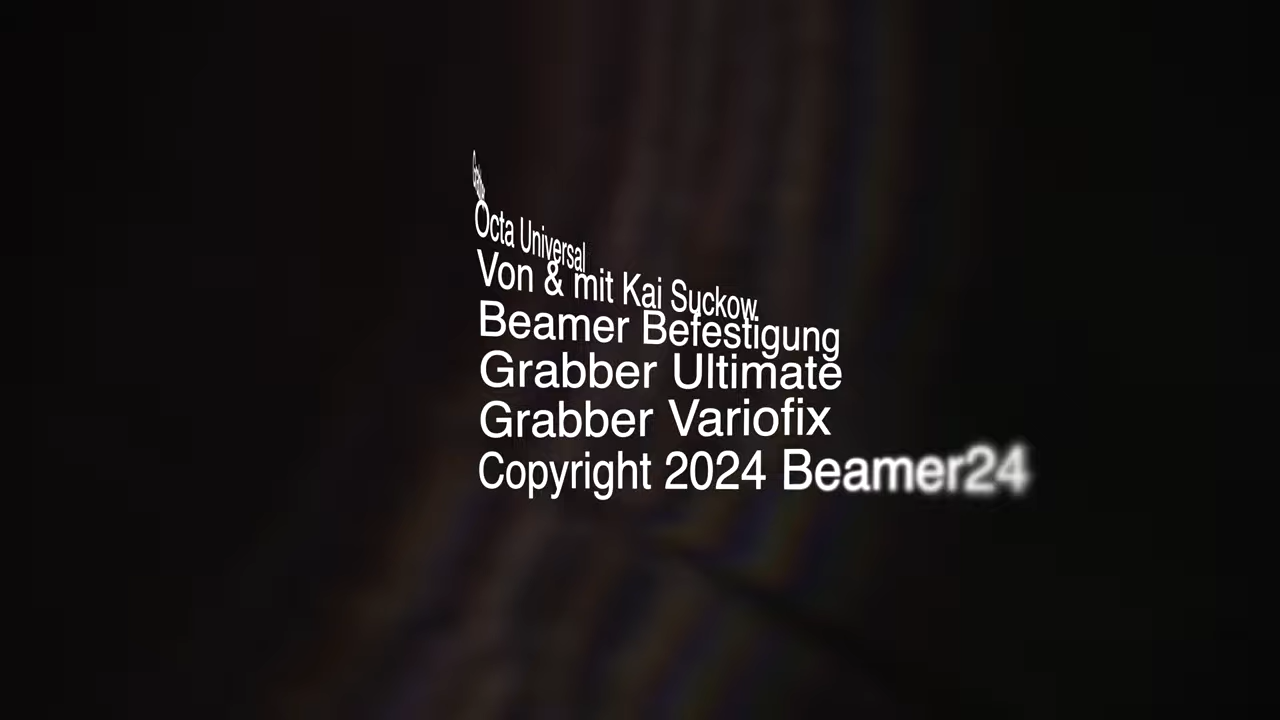 Octa Universal
Von & mit Kai Suckow.
Beamer Befestigung
Grabber Ultimate
Grabber Variofix
Copyright 2024 Beamer24